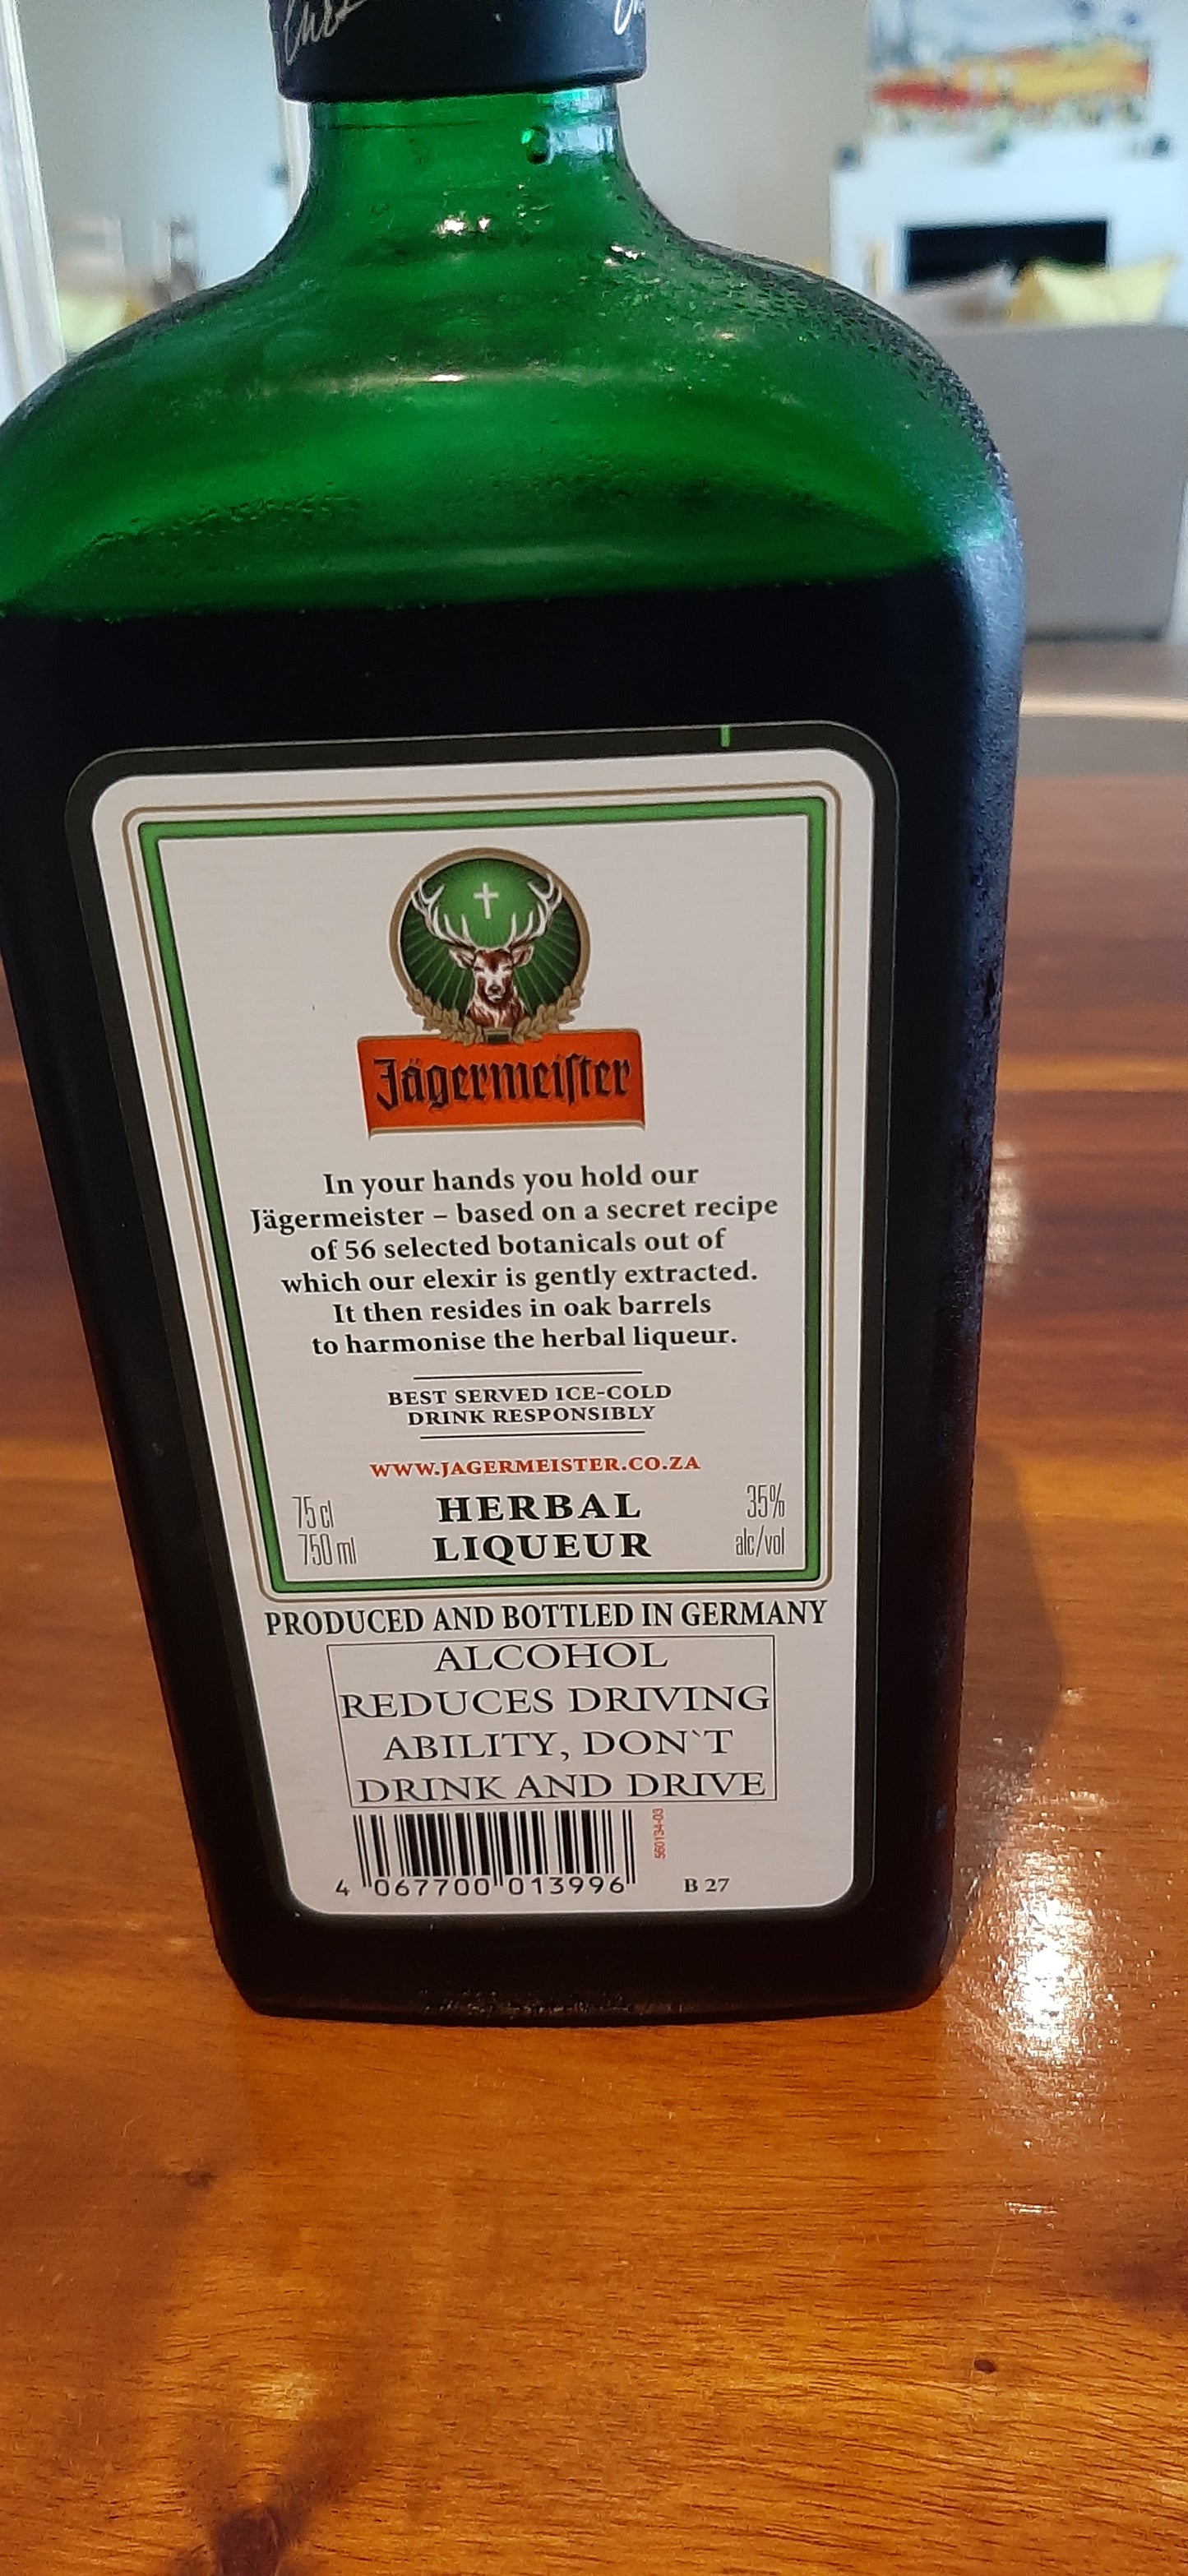 Jägermeiſter
In your hands you hold our
Jägermeister – based on a secret recipe
of 56 selected botanicals out of
which our elexir is gently extracted.
It then resides in oak barrels
to harmonise the herbal liqueur.
BEST SERVED ICE-COLD
DRINK RESPONSIBLY
WWW.JAGERMEISTER.CO.ZA
75 cl
750 ml
HERBAL
LIQUEUR
35%
alc/vol
PRODUCED AND BOTTLED IN GERMANY
ALCOHOL
REDUCES DRIVING
ABILITY, DON`T
DRINK AND DRIVE
560134-03
4 067700 013996
B 27